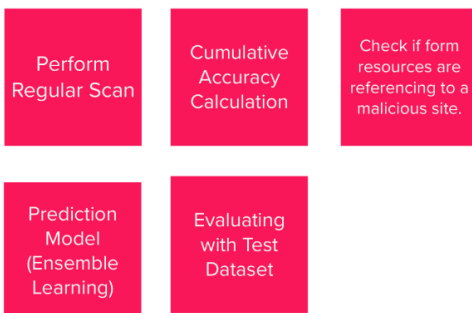 Perform
Regular Scan
Cumulative
Accuracy
Calculation
Check if form
resources are
referencing to a
malicious site.
Prediction
Model
(Ensemble
Learning)
Evaluating
with Test
Dataset